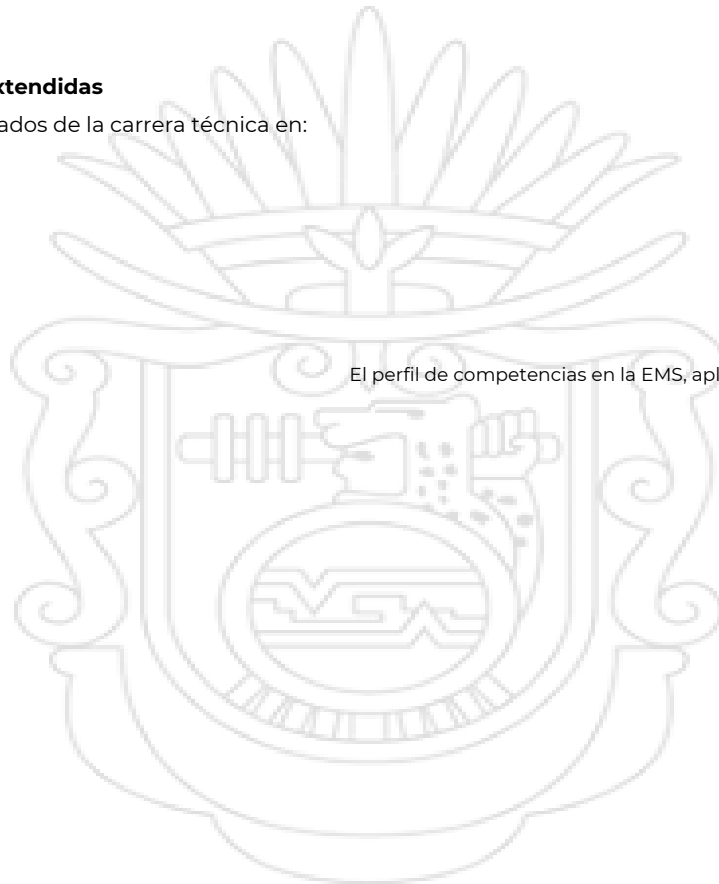 xtendidas
ados de la carrera técnica en:
El perfil de competencias en la EMS, apl